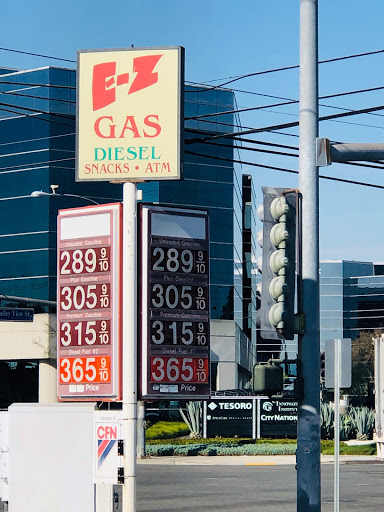 E-Z
GAS
DIESEL
SNACKS • ATM
Unleaded Gasoline
289 9/10
Plus Gasoline
305 9/10
Premium Gasoline
315 9/10
Diesel Fuel #2
365 9/10
Price
Unleaded Gasoline
289 9/10
Plus Gasoline
305 9/10
Premium Gasoline
315 9/10
Diesel Fuel #2
365 9/10
Price
CFN
TESORO
CITY NATION